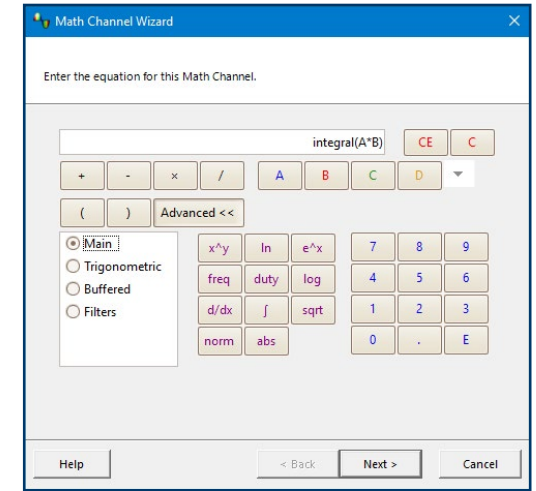 Math Channel Wizard
Enter the equation for this Math Channel.
integral(A*B) CE C
+ - × / A B C D
( ) Advanced <<
Main x^y ln e^x 7 8 9
Trigonometric freq duty log 4 5 6
Buffered d/dx ∫ sqrt 1 2 3
Filters norm abs 0 . E
Help < Back Next > Cancel